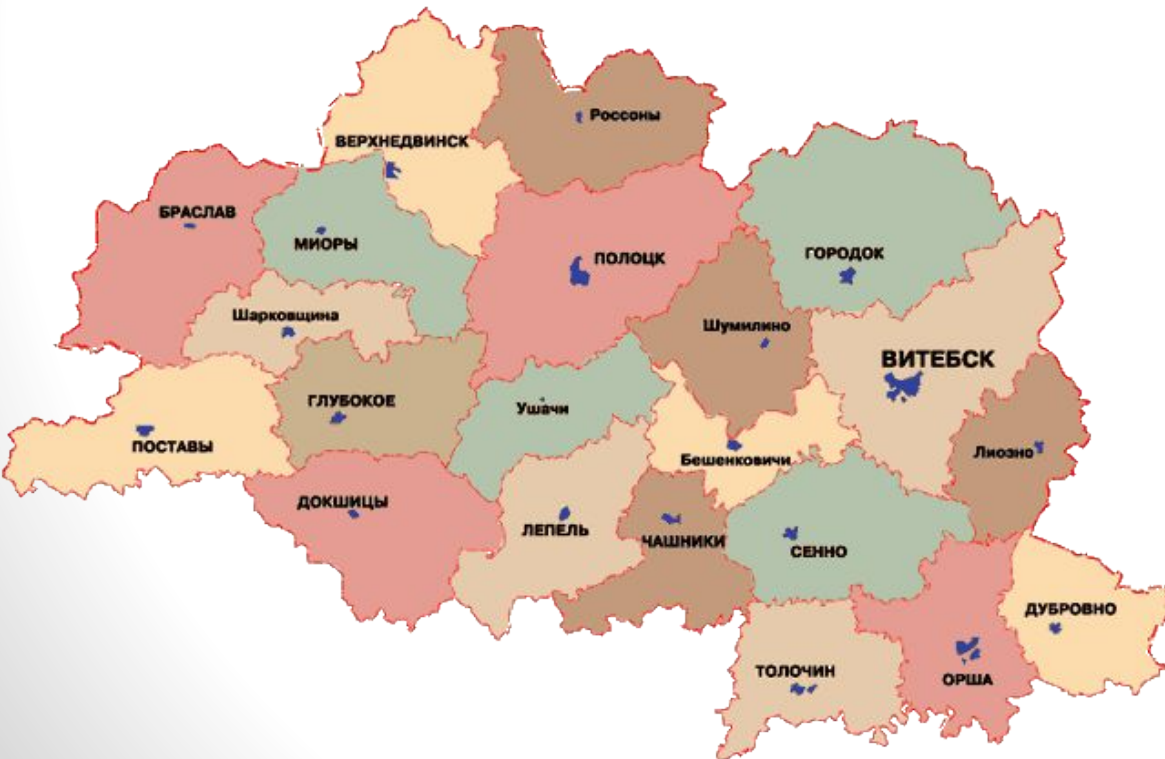 Россоны
ВЕРХНЕДВИНСК
БРАСЛАВ
МИОРЫ
ПОЛОЦК
ГОРОДОК
Шарковщина
Шумилино
ВИТЕБСК
ГЛУБОКОЕ
Ушачи
ПОСТАВЫ
Бешенковичи
Лиозно
ДОКШИЦЫ
ЛЕПЕЛЬ
ЧАШНИКИ
СЕННО
ДУБРОВНО
ТОЛОЧИН
ОРША